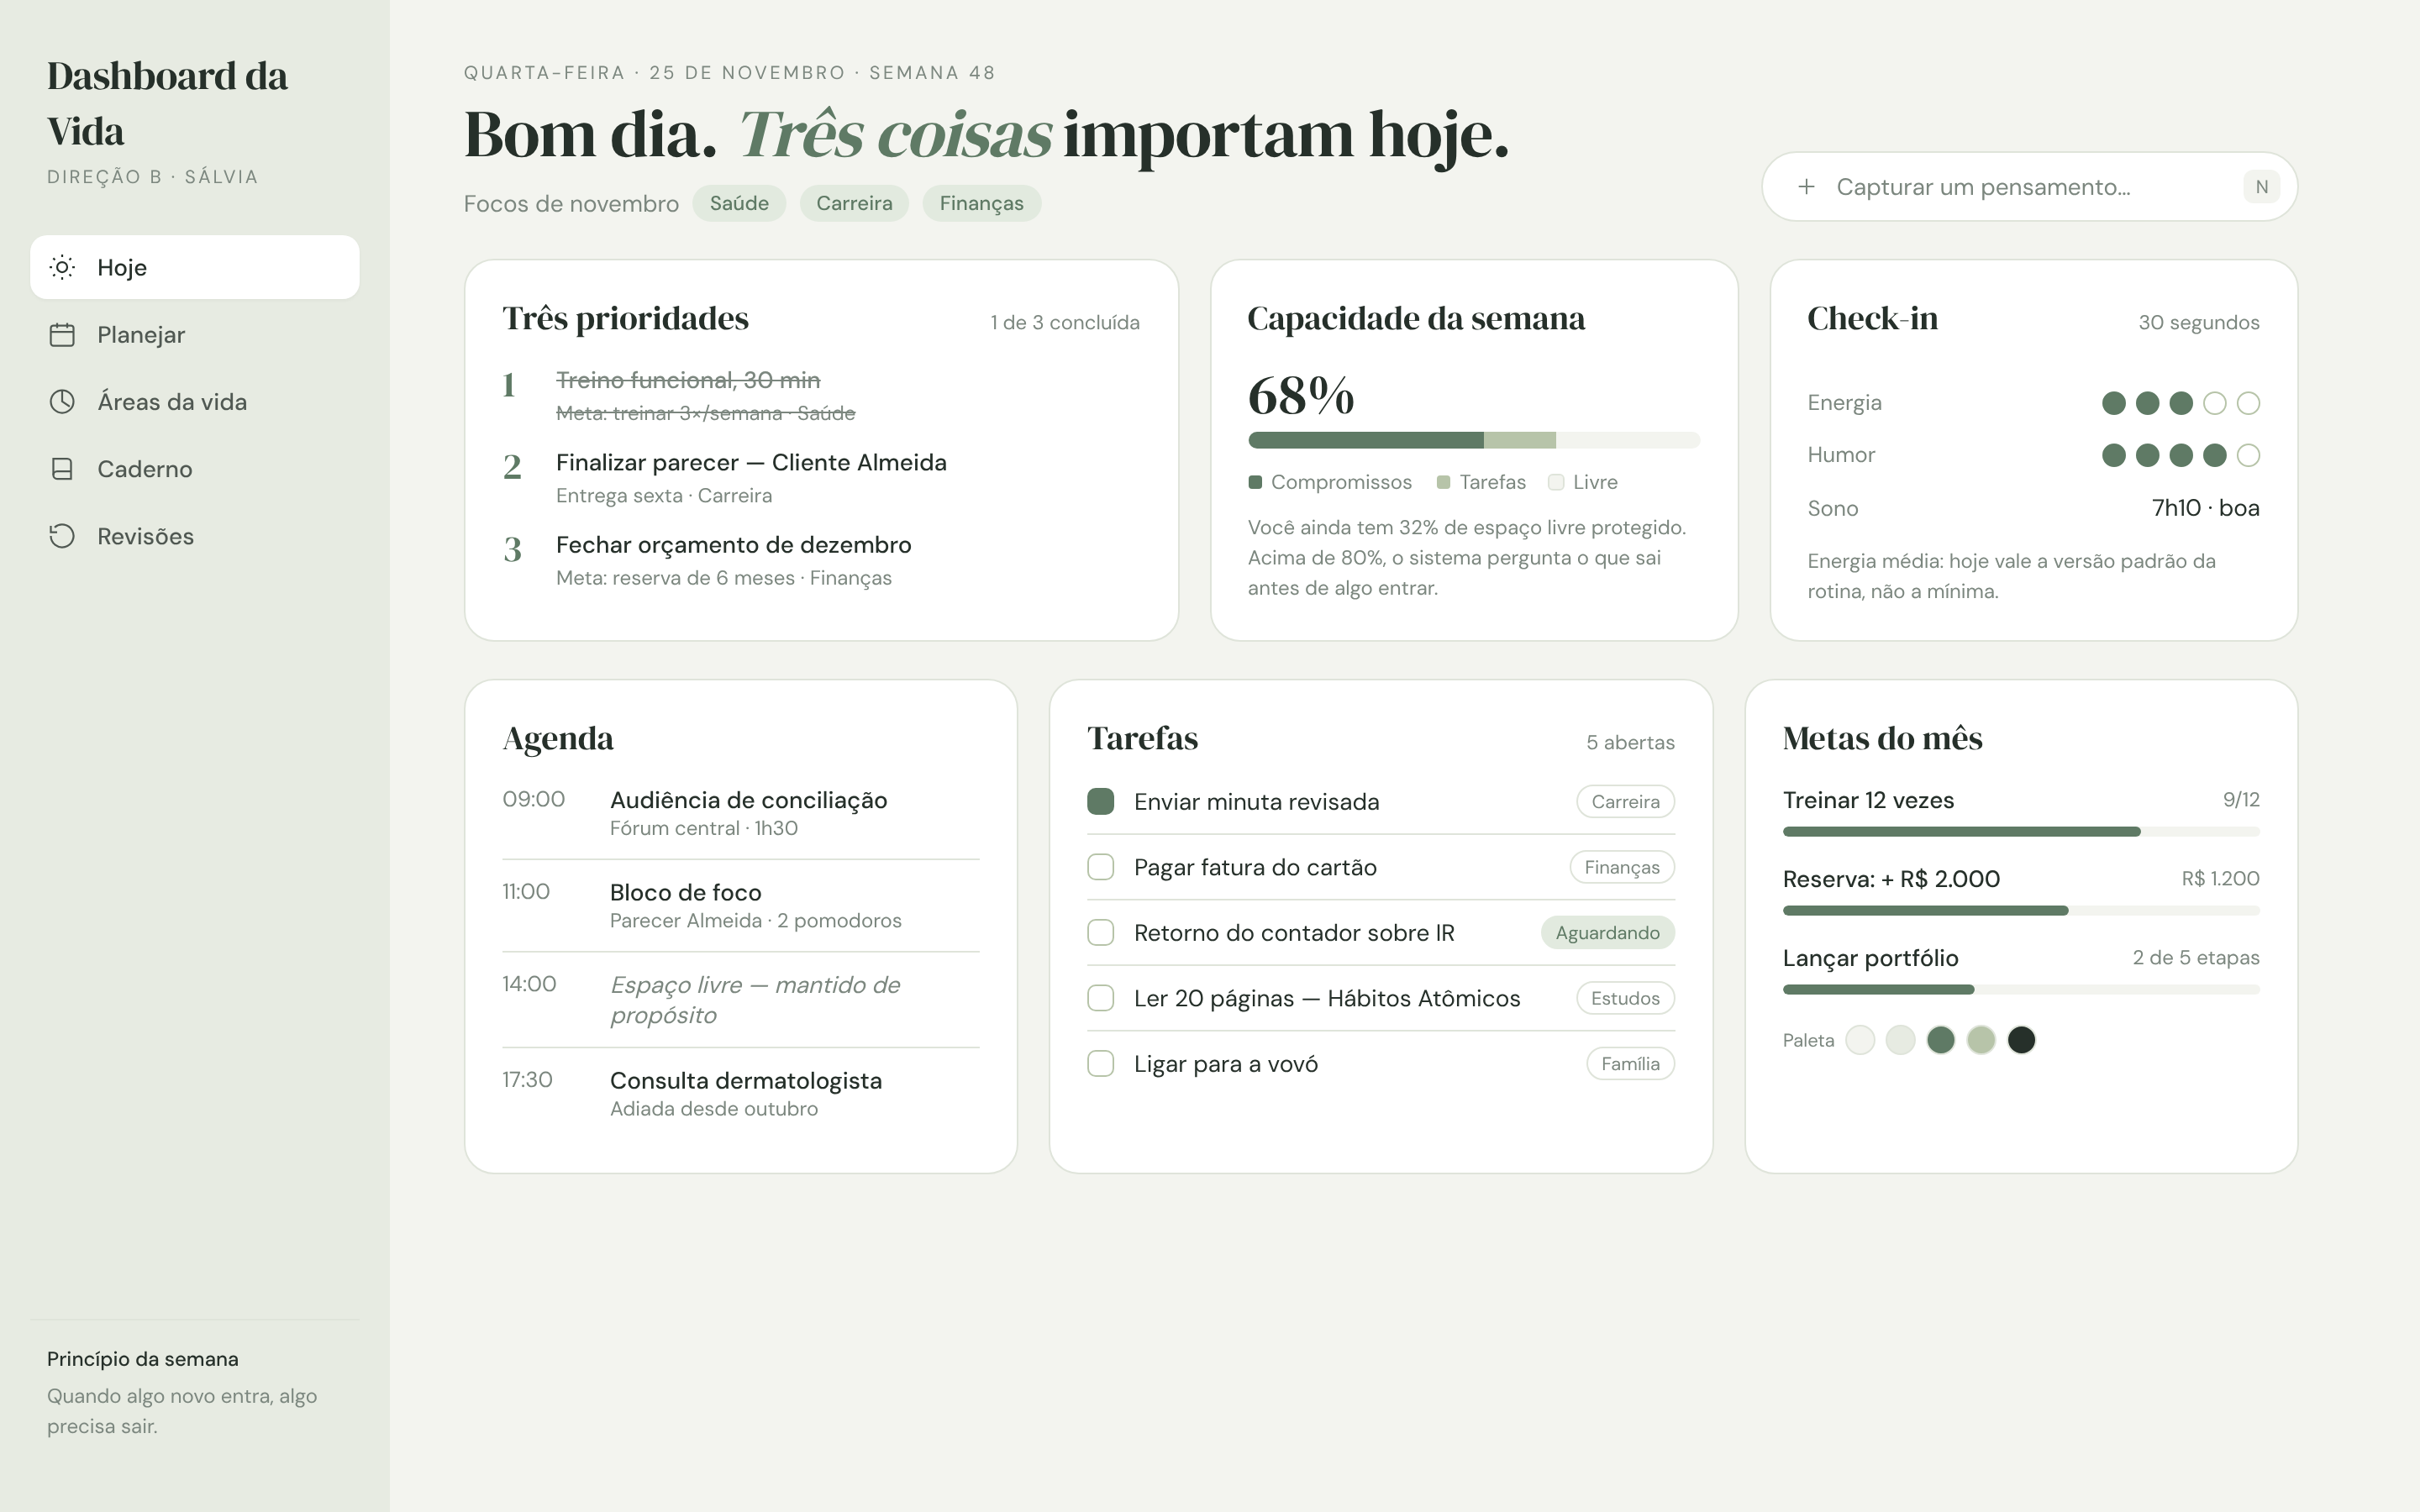 Dashboard da
Vida
DIREÇÃO B · SÁLVIA
Hoje
Planejar
Áreas da vida
Caderno
Revisões
Princípio da semana
Quando algo novo entra, algo
precisa sair.
QUARTA-FEIRA · 25 DE NOVEMBRO · SEMANA 48
Bom dia. Três coisas importam hoje.
Focos de novembro Saúde Carreira Finanças
+ Capturar um pensamento... N
Três prioridades 1 de 3 concluída
1 Treino funcional, 30 min
Meta: treinar 3×/semana · Saúde
2 Finalizar parecer — Cliente Almeida
Entrega sexta · Carreira
3 Fechar orçamento de dezembro
Meta: reserva de 6 meses · Finanças
Capacidade da semana
68%
Compromissos Tarefas Livre
Você ainda tem 32% de espaço livre protegido.
Acima de 80%, o sistema pergunta o que sai
antes de algo entrar.
Check-in 30 segundos
Energia
Humor
Sono 7h10 · boa
Energia média: hoje vale a versão padrão da
rotina, não a mínima.
Agenda
09:00 Audiência de conciliação
Fórum central · 1h30
11:00 Bloco de foco
Parecer Almeida · 2 pomodoros
14:00 Espaço livre — mantido de
propósito
17:30 Consulta dermatologista
Adiada desde outubro
Tarefas 5 abertas
Enviar minuta revisada Carreira
Pagar fatura do cartão Finanças
Retorno do contador sobre IR Aguardando
Ler 20 páginas — Hábitos Atômicos Estudos
Ligar para a vovó Família
Metas do mês
Treinar 12 vezes 9/12
Reserva: + R$ 2.000 R$ 1.200
Lançar portfólio 2 de 5 etapas
Paleta